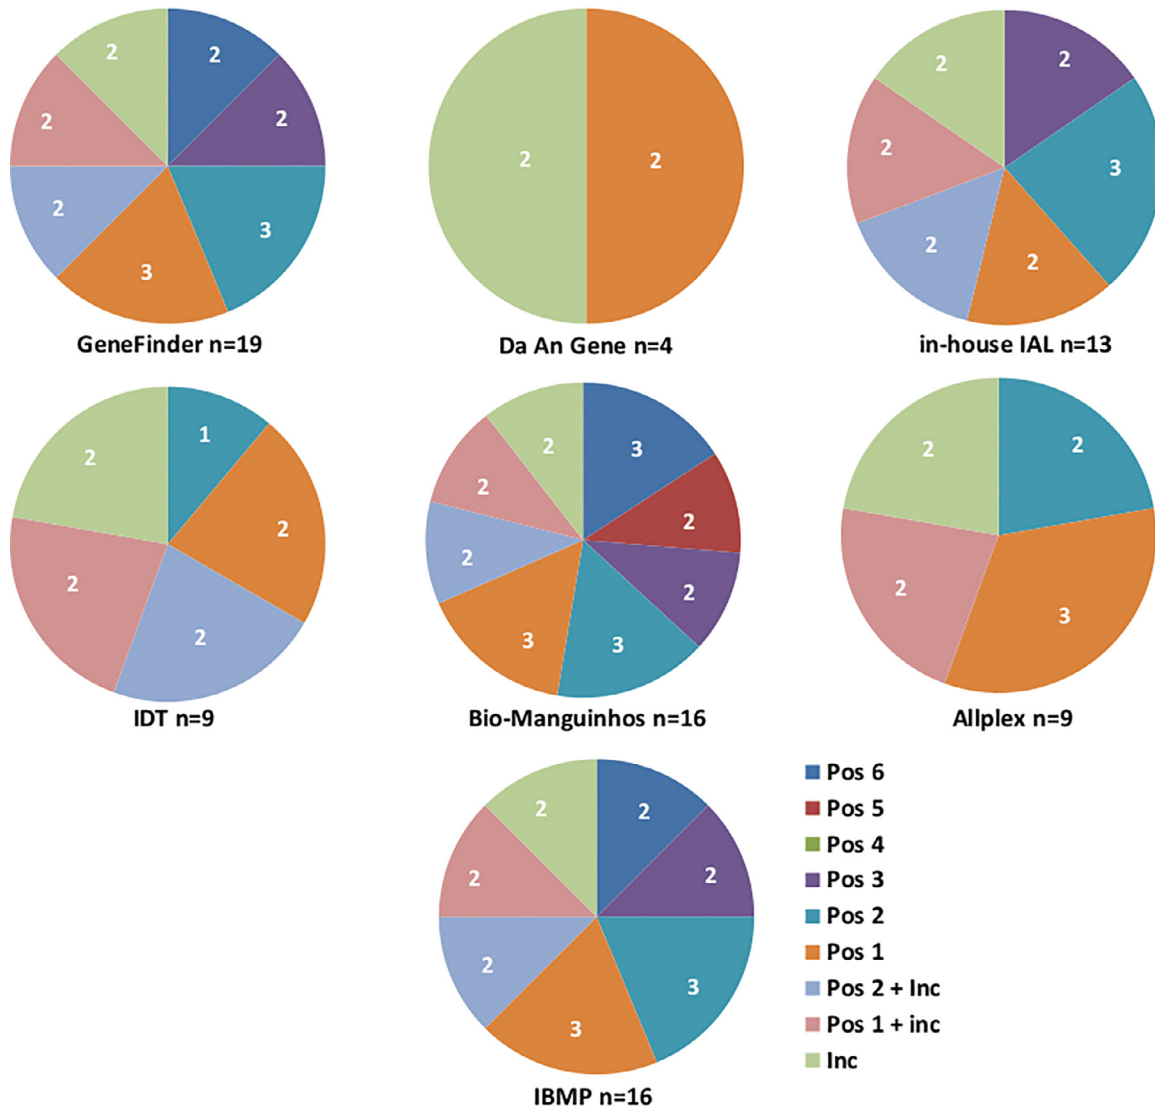 2 2 2 3 3 2 2
GeneFinder n=19
2 2
Da An Gene n=4
2 2 3 2 2 2
in-house IAL n=13
2 1 2 2 2
IDT n=9
2 3 2 2 3 3 2 2
Bio-Manguinhos n=16
2 2 3 2
Allplex n=9
2 2 2 3 3 2 2
IBMP n=16
Pos 6
Pos 5
Pos 4
Pos 3
Pos 2
Pos 1
Pos 2 + Inc
Pos 1 + inc
Inc